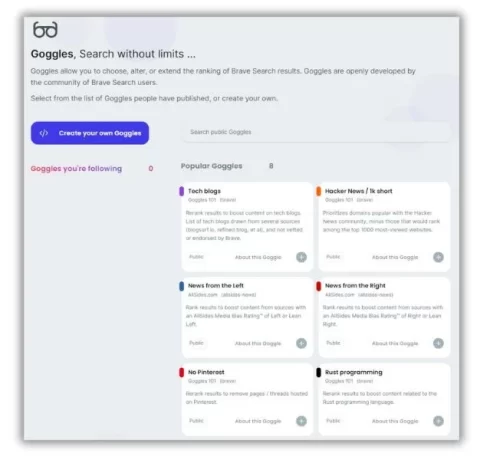 Goggles, Search without limits ...
Goggles allow you to choose, alter, or extend the ranking of Brave Search results. Goggles are openly developed by
the community of Brave Search users.
Select from the list of Goggles people have published, or create your own.
</> Create your own Goggles
Search public Goggles
Goggles you're following 0
Popular Goggles 8
Tech blogs
Goggles 101 (brave)
Rerank results to boost content on tech blogs.
List of tech blogs drawn from several sources
(blogsurf.io, refined-blog, et al), and not vetted
or endorsed by Brave.
Public About this Goggle +
Hacker News / 1k short
Goggles 101 (brave)
Prioritizes domains popular with the Hacker
News community, minus those that would rank
among the top 1000 most-viewed websites.
Public About this Goggle +
News from the Left
AllSides.com (allsides-news)
Rank results to boost content from sources with
an AllSides Media Bias Rating™ of Left or Lean
Left.
Public About this Goggle +
News from the Right
AllSides.com (allsides-news)
Rank results to boost content from sources with
an AllSides Media Bias Rating™ of Right or Lean
Right.
Public About this Goggle +
No Pinterest
Goggles 101 (brave)
Rerank results to remove pages / threads hosted
on Pinterest.
Public About this Goggle +
Rust programming
Goggles 101 (brave)
Rerank results to boost content related to the
Rust programming language.
Public About this Goggle +